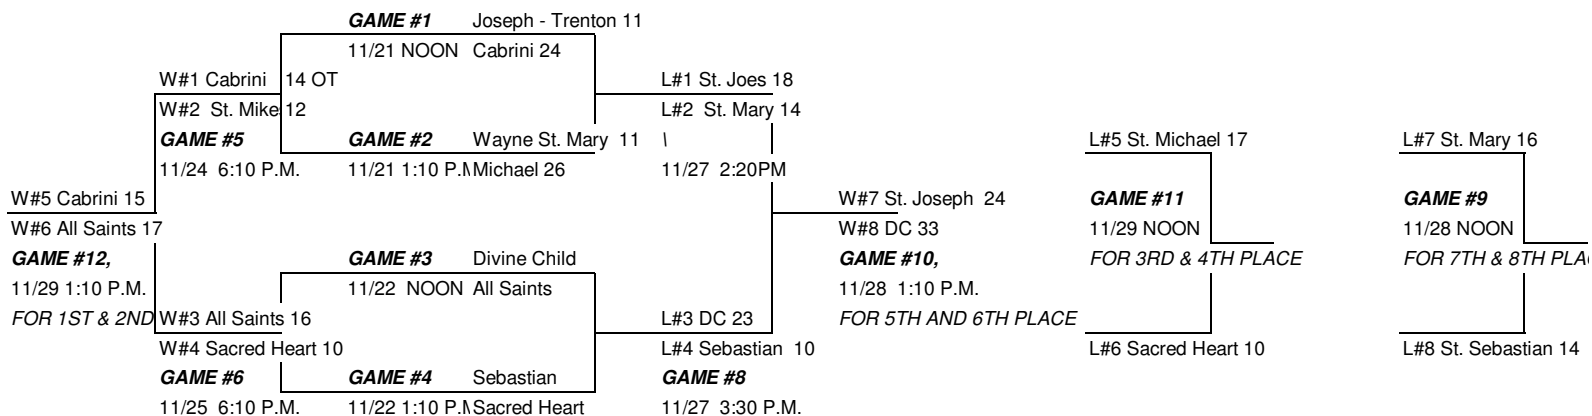 GAME #1 Joseph - Trenton 11
11/21 NOON Cabrini 24
W#1 Cabrini 14 OT L#1 St. Joes 18
W#2 St. Mike 12 L#2 St. Mary 14
GAME #5 GAME #2 Wayne St. Mary 11 \ L#5 St. Michael 17 L#7 St. Mary 16
11/24 6:10 P.M. 11/21 1:10 P.M Michael 26 11/27 2:20PM
W#5 Cabrini 15 W#7 St. Joseph 24 GAME #11 GAME #9
W#6 All Saints 17 W#8 DC 33 11/29 NOON 11/28 NOON
GAME #12, GAME #3 Divine Child GAME #10, FOR 3RD & 4TH PLACE FOR 7TH & 8TH PLA
11/29 1:10 P.M. 11/22 NOON All Saints 11/28 1:10 P.M.
FOR 1ST & 2ND W#3 All Saints 16 L#3 DC 23 FOR 5TH AND 6TH PLACE
W#4 Sacred Heart 10 L#4 Sebastian 10 L#6 Sacred Heart 10 L#8 St. Sebastian 14
GAME #6 GAME #4 Sebastian GAME #8
11/25 6:10 P.M. 11/22 1:10 P.M Sacred Heart 11/27 3:30 P.M.